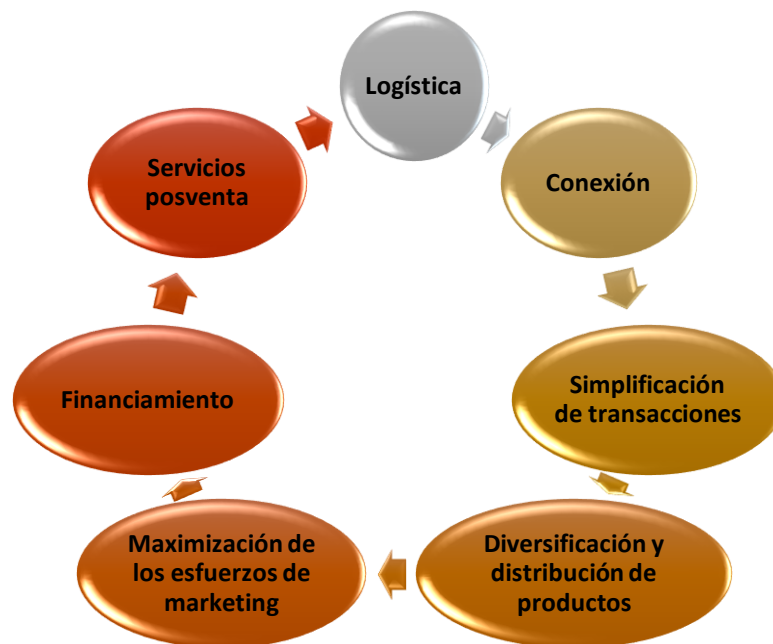 Logística
Conexión
Simplificación
de transacciones
Diversificación y
distribución de
productos
Maximización de
los esfuerzos de
marketing
Financiamiento
Servicios
posventa